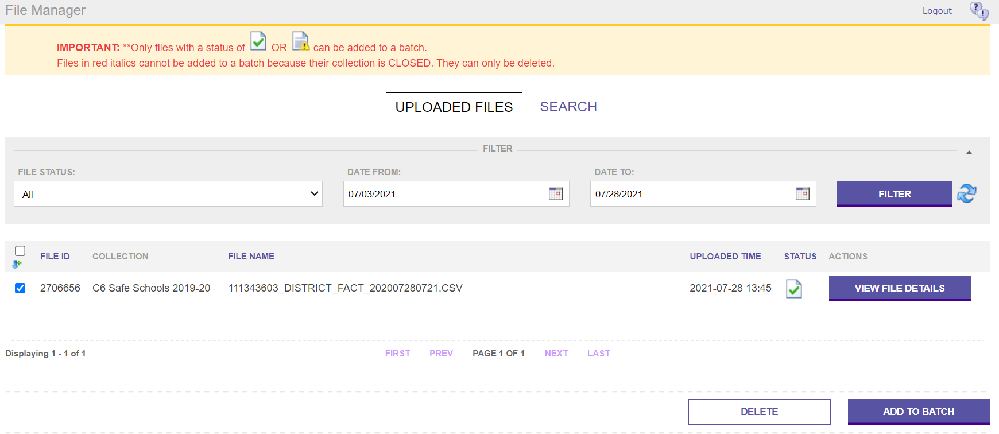 File Manager
Logout
IMPORTANT: **Only files with a status of OR can be added to a batch.
Files in red italics cannot be added to a batch because their collection is CLOSED. They can only be deleted.
UPLOADED FILES SEARCH
FILTER
FILE STATUS: DATE FROM: DATE TO:
All 07/03/2021 07/28/2021 FILTER
FILE ID COLLECTION FILE NAME UPLOADED TIME STATUS ACTIONS
2706656 C6 Safe Schools 2019-20 111343603_DISTRICT_FACT_202007280721.CSV 2021-07-28 13:45 VIEW FILE DETAILS
Displaying 1 - 1 of 1 FIRST PREV PAGE 1 OF 1 NEXT LAST
DELETE ADD TO BATCH